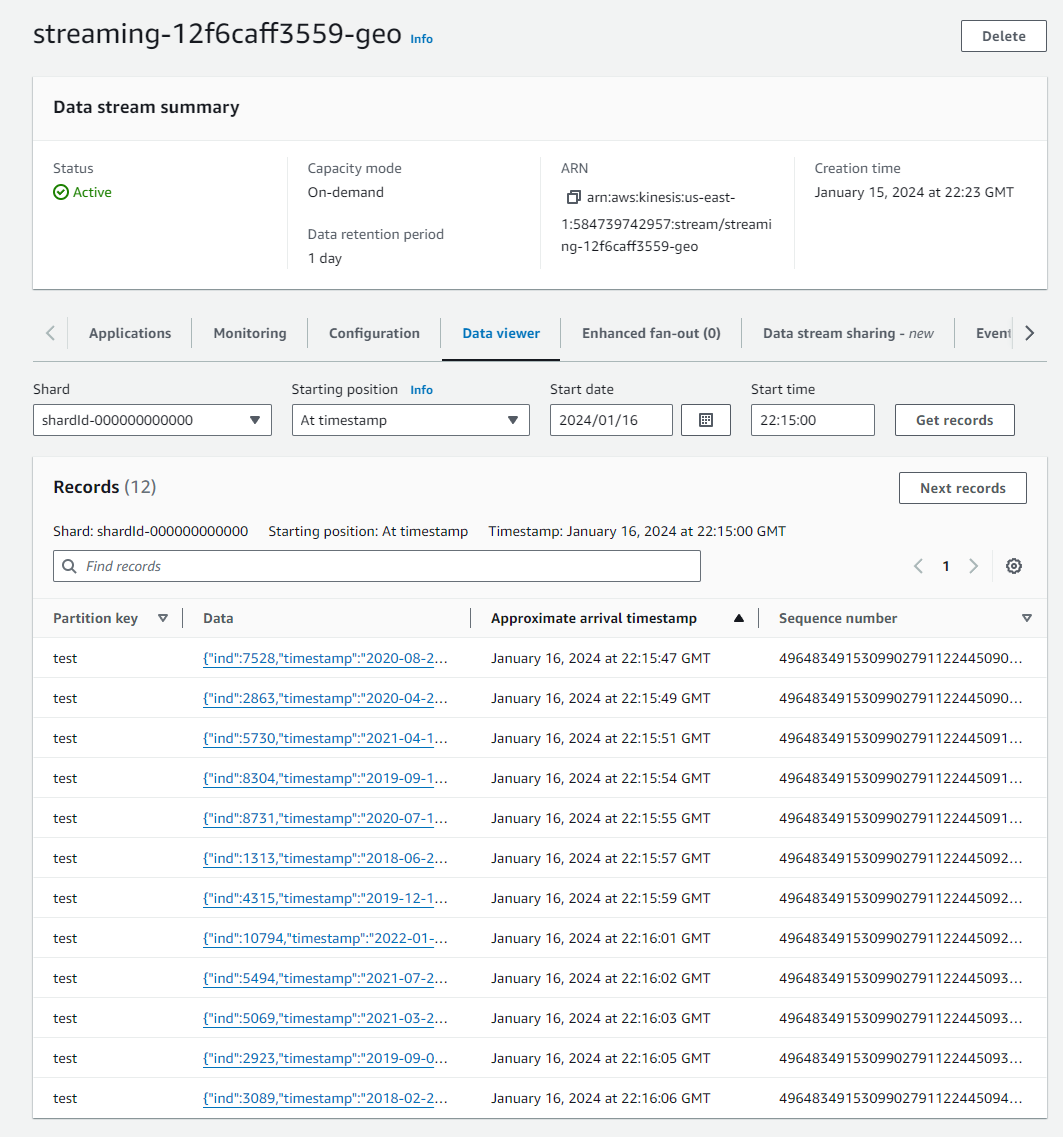 streaming-12f6caff3559-geo Info
Delete
Data stream summary
Status
Active
Capacity mode
On-demand
Data retention period
1 day
ARN
arn:aws:kinesis:us-east-
1:584739742957:stream/streami
ng-12f6caff3559-geo
Creation time
January 15, 2024 at 22:23 GMT
Applications Monitoring Configuration Data viewer Enhanced fan-out (0) Data stream sharing - new Event
Shard Starting position Info Start date Start time
shardId-000000000000 At timestamp 2024/01/16 22:15:00 Get records
Records (12)
Next records
Shard: shardId-000000000000 Starting position: At timestamp Timestamp: January 16, 2024 at 22:15:00 GMT
Find records
1
Partition key Data Approximate arrival timestamp Sequence number
test {"ind":7528,"timestamp":"2020-08-2... January 16, 2024 at 22:15:47 GMT 4964834915309902791122445090...
test {"ind":2863,"timestamp":"2020-04-2... January 16, 2024 at 22:15:49 GMT 4964834915309902791122445090...
test {"ind":5730,"timestamp":"2021-04-1... January 16, 2024 at 22:15:51 GMT 4964834915309902791122445091...
test {"ind":8304,"timestamp":"2019-09-1... January 16, 2024 at 22:15:54 GMT 4964834915309902791122445091...
test {"ind":8731,"timestamp":"2020-07-1... January 16, 2024 at 22:15:55 GMT 4964834915309902791122445091...
test {"ind":1313,"timestamp":"2018-06-2... January 16, 2024 at 22:15:57 GMT 4964834915309902791122445092...
test {"ind":4315,"timestamp":"2019-12-1... January 16, 2024 at 22:15:59 GMT 4964834915309902791122445092...
test {"ind":10794,"timestamp":"2022-01-... January 16, 2024 at 22:16:01 GMT 4964834915309902791122445092...
test {"ind":5494,"timestamp":"2021-07-2... January 16, 2024 at 22:16:02 GMT 4964834915309902791122445093...
test {"ind":5069,"timestamp":"2021-03-2... January 16, 2024 at 22:16:03 GMT 4964834915309902791122445093...
test {"ind":2923,"timestamp":"2019-09-0... January 16, 2024 at 22:16:05 GMT 4964834915309902791122445093...
test {"ind":3089,"timestamp":"2018-02-2... January 16, 2024 at 22:16:06 GMT 4964834915309902791122445094...